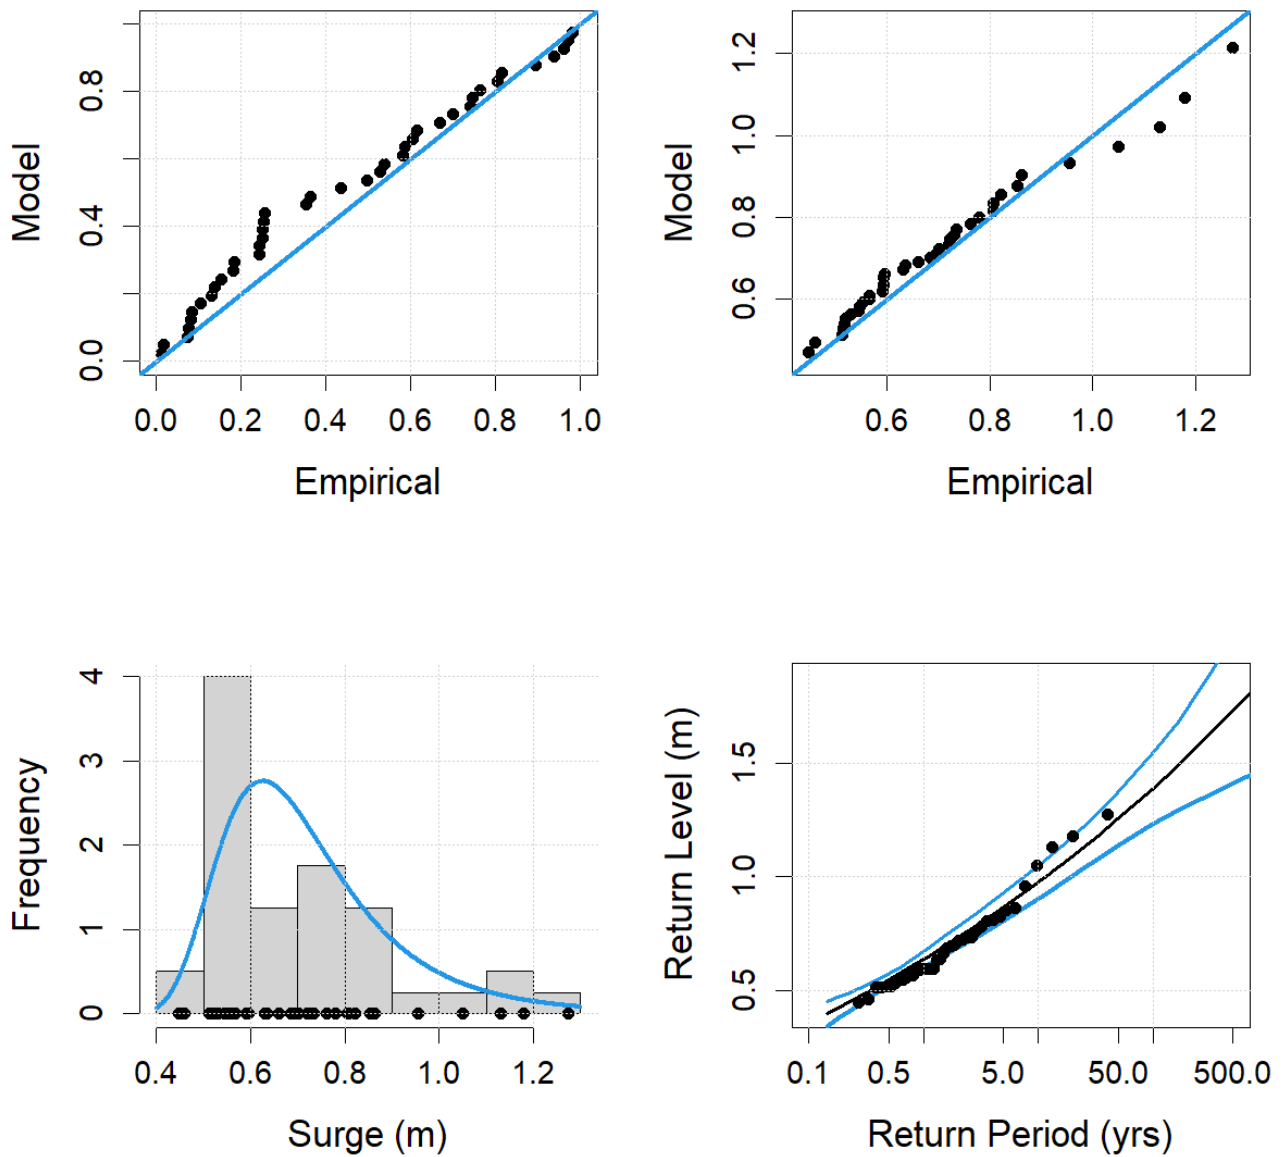 0.0 0.4 0.8
Model
0.0 0.2 0.4 0.6 0.8 1.0
Empirical
0.6 0.8 1.0 1.2
Model
0.6 0.8 1.0 1.2
Empirical
0 1 2 3 4
Frequency
0.4 0.6 0.8 1.0 1.2
Surge (m)
0.5 1.0 1.5
Return Level (m)
0.1 0.5 5.0 50.0 500.0
Return Period (yrs)